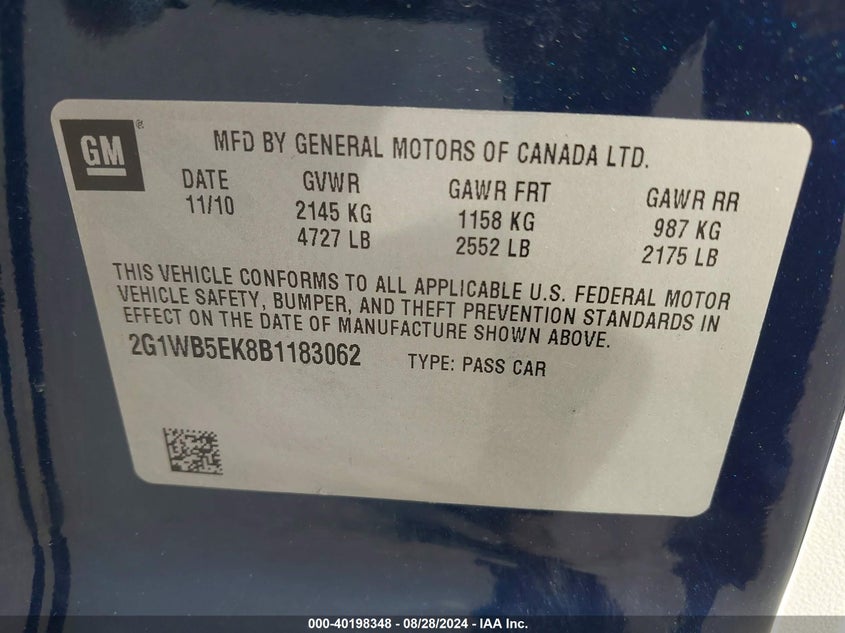 GM®
MFD BY GENERAL MOTORS OF CANADA LTD.
DATE GVWR GAWR FRT GAWR RR
11/10 2145 KG 1158 KG 987 KG
4727 LB 2552 LB 2175 LB
THIS VEHICLE CONFORMS TO ALL APPLICABLE U.S. FEDERAL MOTOR
VEHICLE SAFETY, BUMPER, AND THEFT PREVENTION STANDARDS IN
EFFECT ON THE DATE OF MANUFACTURE SHOWN ABOVE.
2G1WB5EK8B1183062 TYPE: PASS CAR
000-40198348 - 08/28/2024 - IAA Inc.